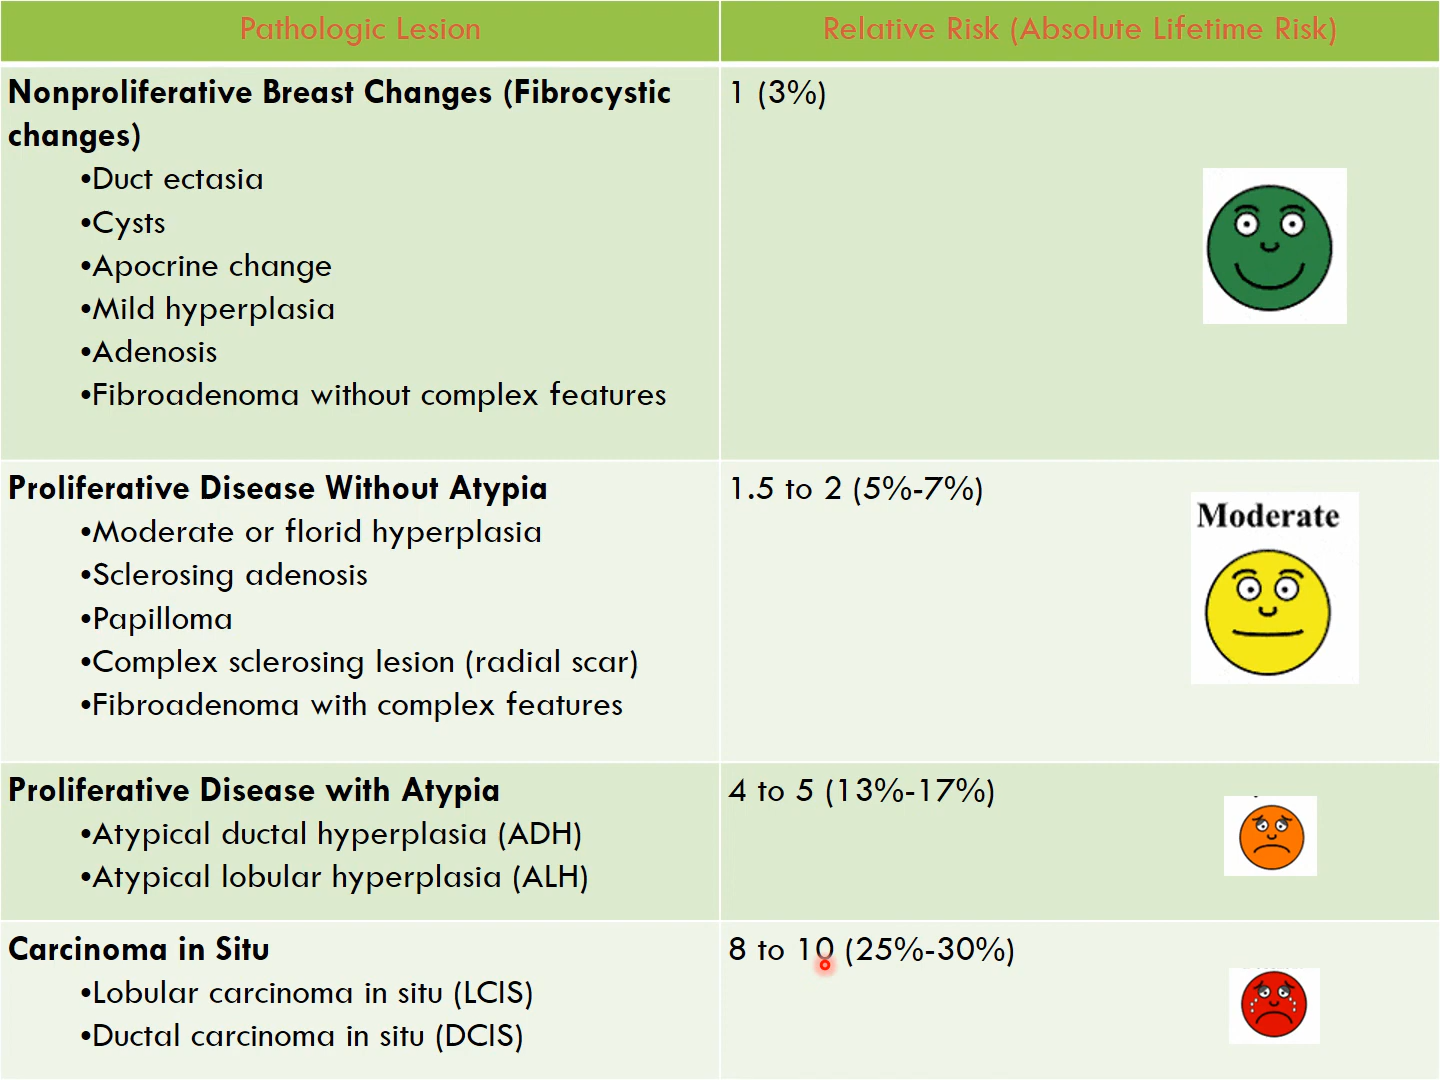 Pathologic Lesion
Relative Risk (Absolute Lifetime Risk)
Nonproliferative Breast Changes (Fibrocystic
changes)
•Duct ectasia
•Cysts
•Apocrine change
•Mild hyperplasia
•Adenosis
•Fibroadenoma without complex features
1 (3%)
Proliferative Disease Without Atypia
•Moderate or florid hyperplasia
•Sclerosing adenosis
•Papilloma
•Complex sclerosing lesion (radial scar)
•Fibroadenoma with complex features
1.5 to 2 (5%-7%)
Moderate
Proliferative Disease with Atypia
•Atypical ductal hyperplasia (ADH)
•Atypical lobular hyperplasia (ALH)
4 to 5 (13%-17%)
Carcinoma in Situ
•Lobular carcinoma in situ (LCIS)
•Ductal carcinoma in situ (DCIS)
8 to 10 (25%-30%)